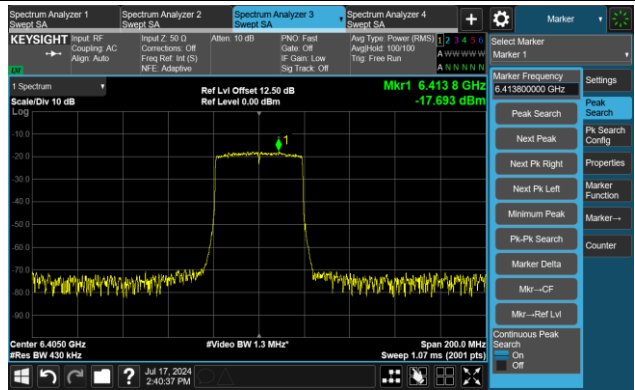 Spectrum Analyzer 1
Swept SA
Spectrum Analyzer 2
Swept SA
Spectrum Analyzer 3
Swept SA
Spectrum Analyzer 4
Swept SA
+
Marker
KEYSIGHT
Input: RF
Coupling: AC
Align: Auto
Input Z: 50 Ω
Corrections: Off
Freq Ref: Int (S)
NFE: Adaptive
Atten: 10 dB
PNO: Fast
Gate: Off
IF Gain: Low
Sig Track: Off
Avg Type: Power (RMS)
Avg|Hold: 100/100
Trig: Free Run
1 2 3 4 5 6
A W W W W W
A N N N N N
Select Marker
Marker 1
1 Spectrum
Scale/Div 10 dB
Ref Lvl Offset 12.50 dB
Ref Level 0.00 dBm
Mkr1 6.413 8 GHz
-17.693 dBm
Log
-10.0
-20.0
-30.0
-40.0
-50.0
-60.0
-70.0
-80.0
-90.0
1
Center 6.4050 GHz
#Res BW 430 kHz
#Video BW 1.3 MHz*
Span 200.0 MHz
Sweep 1.07 ms (2001 pts)
Marker Frequency
6.413800000 GHz
Peak Search
Next Peak
Next Pk Right
Next Pk Left
Minimum Peak
Pk-Pk Search
Marker Delta
Mkr→CF
Mkr→Ref Lvl
Continuous Peak
Search
On
Off
Settings
Peak
Search
Pk Search
Config
Properties
Marker
Function
Marker→
Counter
?
Jul 17, 2024
2:40:37 PM